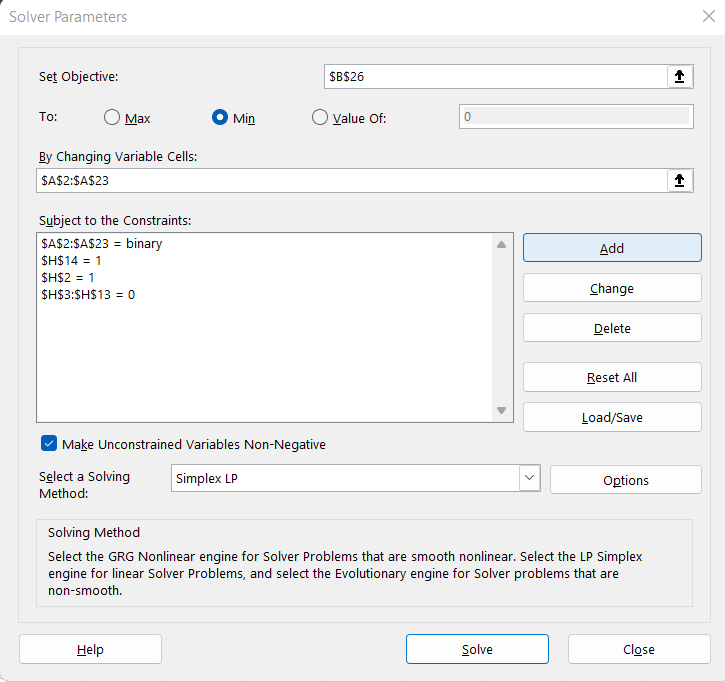 Solver Parameters
Set Objective:
$B$26
To:
Max
Min
Value Of:
0
By Changing Variable Cells:
$A$2:$A$23
Subject to the Constraints:
$A$2:$A$23 = binary
$H$14 = 1
$H$2 = 1
$H$3:$H$13 = 0
Add
Change
Delete
Reset All
Load/Save
Make Unconstrained Variables Non-Negative
Select a Solving
Method:
Simplex LP
Options
Solving Method
Select the GRG Nonlinear engine for Solver Problems that are smooth nonlinear. Select the LP Simplex
engine for linear Solver Problems, and select the Evolutionary engine for Solver problems that are
non-smooth.
Help
Solve
Close